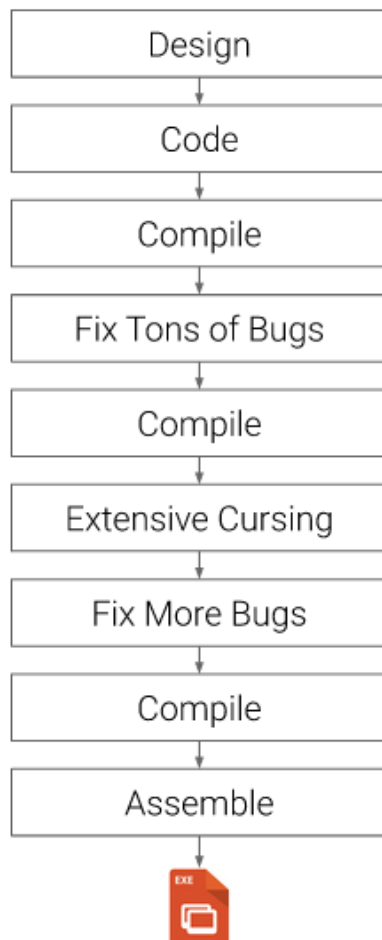 Design
Code
Compile
Fix Tons of Bugs
Compile
Extensive Cursing
Fix More Bugs
Compile
Assemble
EXE